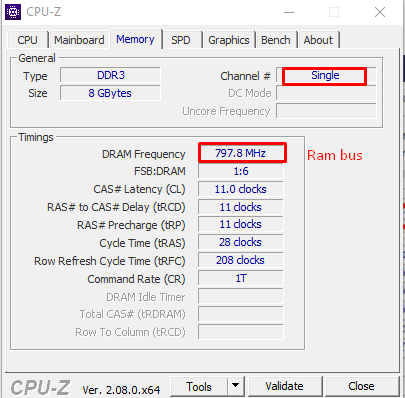 CPU-Z
CPU Mainboard Memory SPD Graphics Bench About
General
Type DDR3 Channel # Single
Size 8 GBytes DC Mode
Uncore Frequency
Timings
DRAM Frequency 797.8 MHz Ram bus
FSB:DRAM 1:6
CAS# Latency (CL) 11.0 clocks
RAS# to CAS# Delay (tRCD) 11 clocks
RAS# Precharge (tRP) 11 clocks
Cycle Time (tRAS) 28 clocks
Row Refresh Cycle Time (tRFC) 208 clocks
Command Rate (CR) 1T
DRAM Idle Timer
Total CAS# (tRDRAM)
Row To Column (tRCD)
CPU-Z Ver. 2.08.0.x64 Tools Validate Close